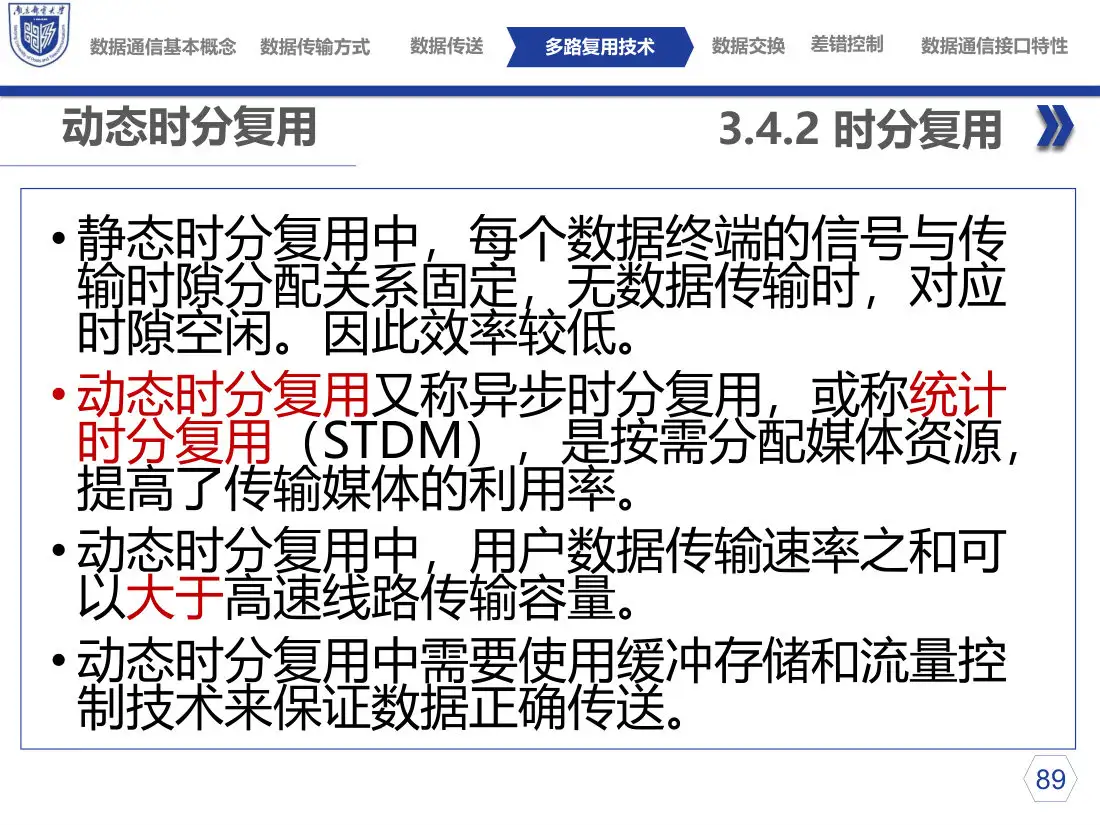 南京邮电大学
数据通信基本概念 数据传输方式 数据传送 多路复用技术 数据交换 差错控制 数据通信接口特性
动态时分复用
3.4.2 时分复用
• 静态时分复用中，每个数据终端的信号与传
输时隙分配关系固定，无数据传输时，对应
时隙空闲。因此效率较低。
• 动态时分复用又称异步时分复用，或称统计
时分复用（STDM），是按需分配媒体资源，
提高了传输媒体的利用率。
• 动态时分复用中，用户数据传输速率之和可
以大于高速线路传输容量。
• 动态时分复用中需要使用缓冲存储和流量控
制技术来保证数据正确传送。
89